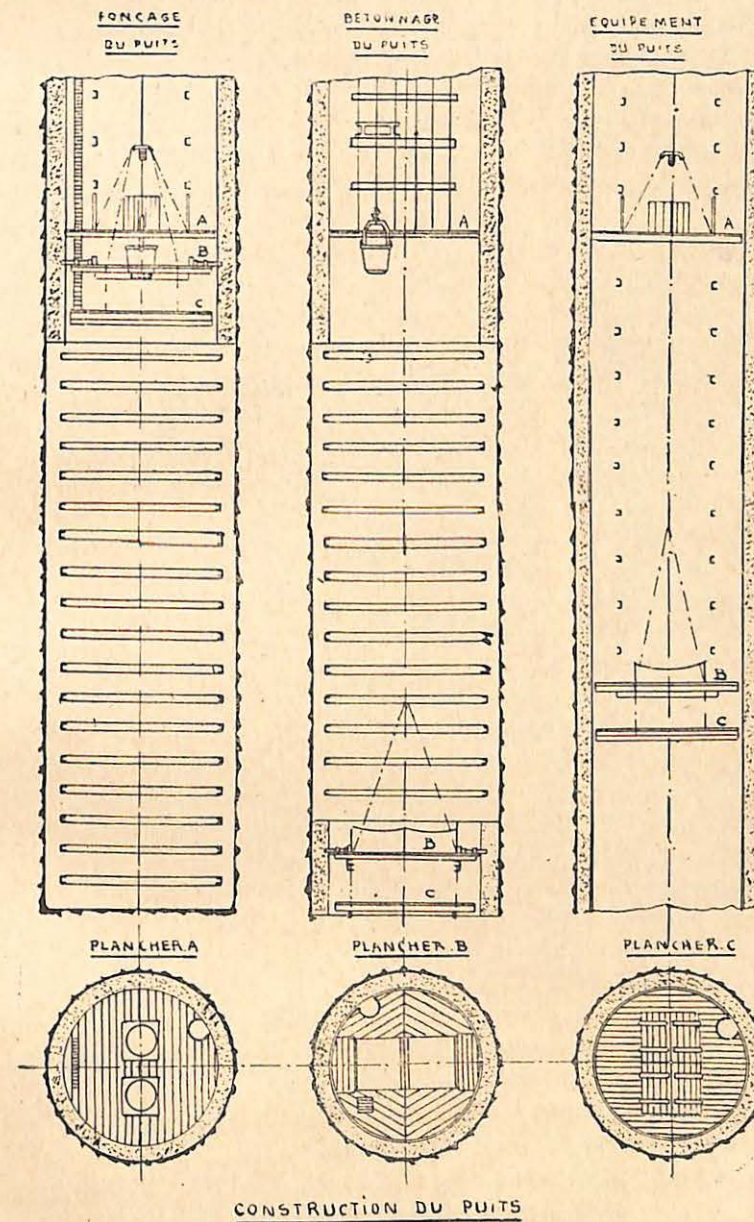 FONCAGE
DU PUITS
BETONNAGE
DU PUITS
EQUIPEMENT
DU PUITS
A
B
C
A
B
C
A
B
C
PLANCHER.A
PLANCHER.B
PLANCHER.C
CONSTRUCTION DU PUITS